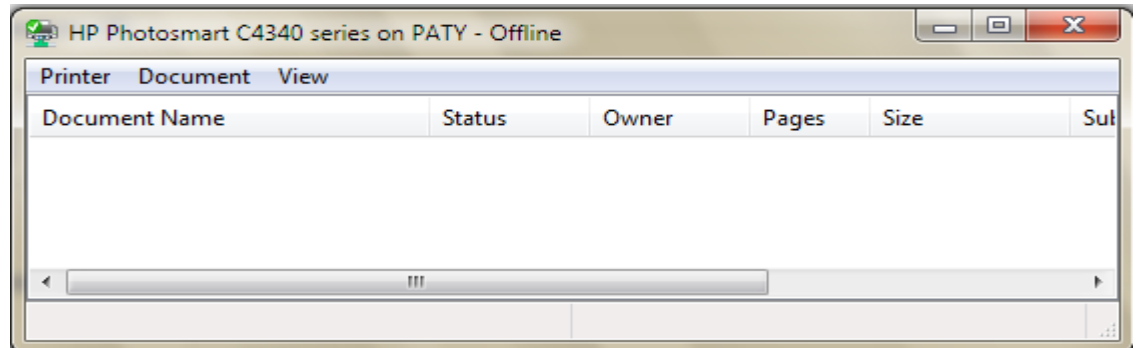 HP Photosmart C4340 series on PATY - Offline
Printer Document View
Document Name Status Owner Pages Size